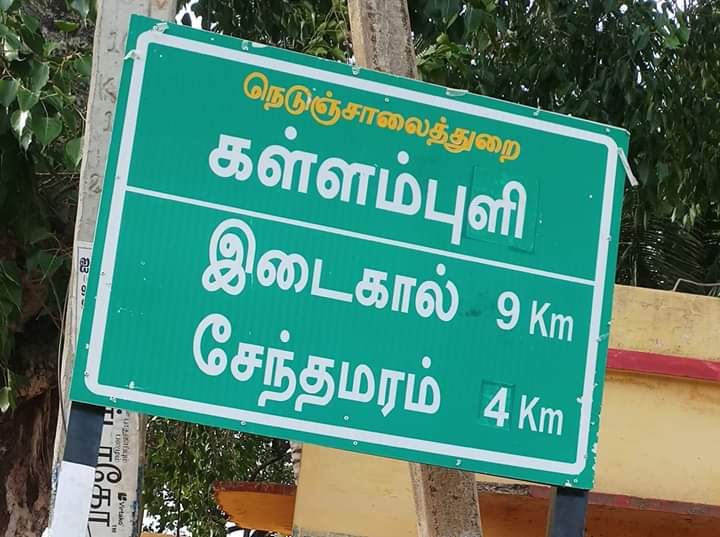 நெடுஞ்சாலைத்துறை
கள்ளம்புளி
இடைகால் 9 Km
சேந்தமரம் 4 Km